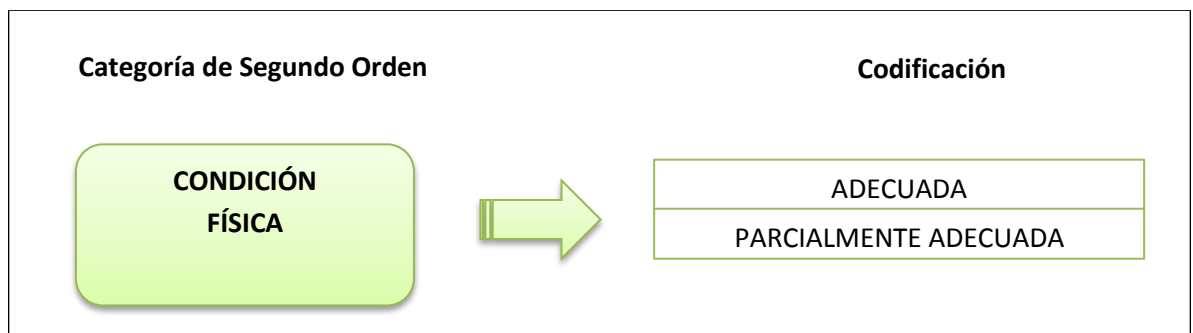 Categoría de Segundo Orden
Codificación
CONDICIÓN
FÍSICA
ADECUADA
PARCIALMENTE ADECUADA